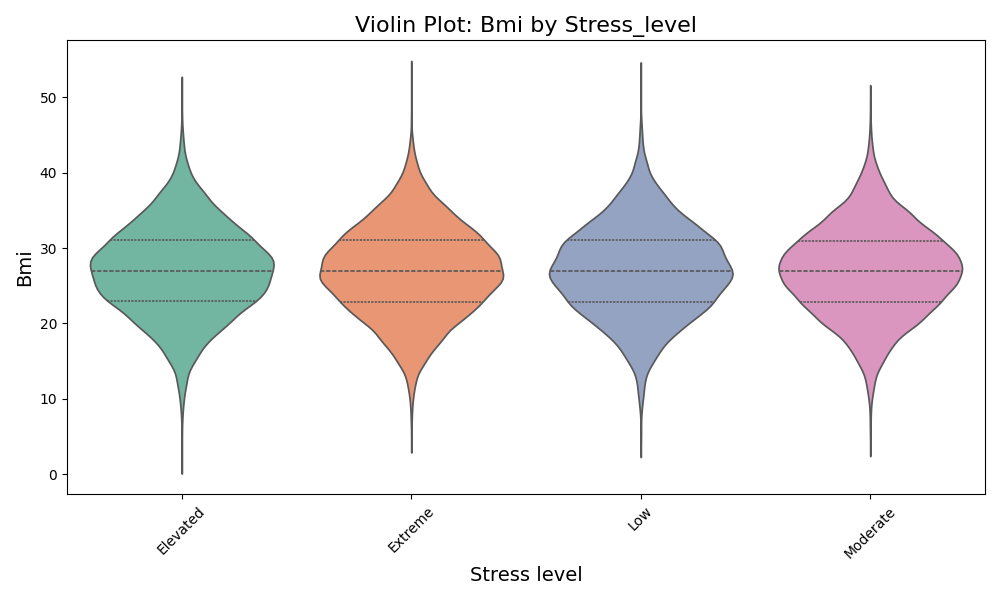 Violin Plot: Bmi by Stress_level
Bmi
50
40
30
20
10
0
Elevated
Extreme
Low
Moderate
Stress level